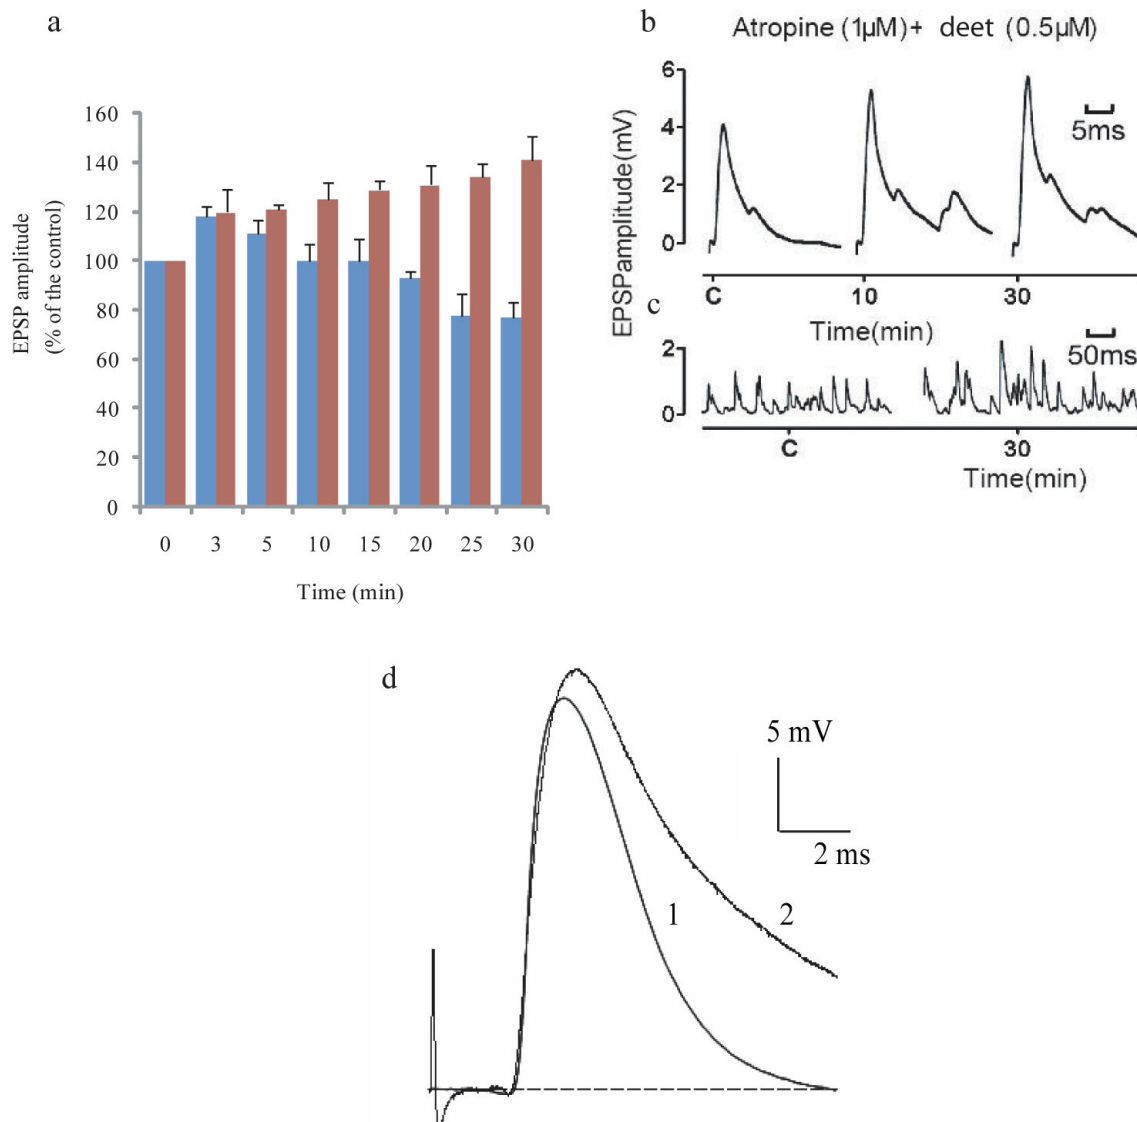 a
160
140
120
100
80
60
40
20
0
EPSP amplitude
(% of the control)
0 3 5 10 15 20 25 30
Time (min)
b
Atropine (1µM)+ deet (0.5µM)
6
4
2
0
EPSPamplitude(mV)
5ms
C 10 30
Time(min)
c
50ms
2
0
C 30
Time(min)
d
5 mV
2 ms
1 2